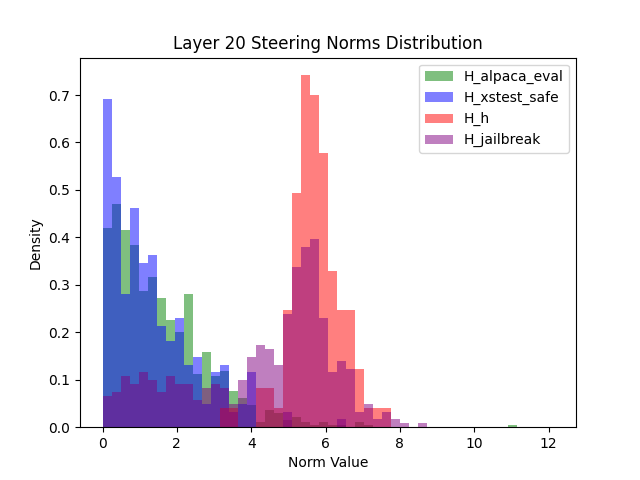 Layer 20 Steering Norms Distribution
H_alpaca_eval
H_xstest_safe
H_h
H_jailbreak
Density
0.7
0.6
0.5
0.4
0.3
0.2
0.1
0.0
0 2 4 6 8 10 12
Norm Value